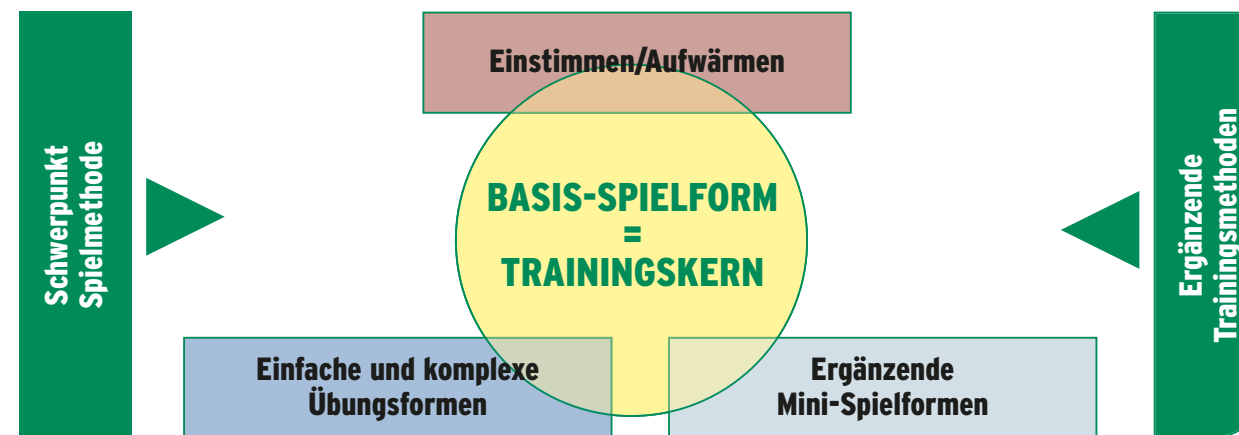 Schwerpunkt
Spielmethode
Einstimmen/Aufwärmen
BASIS-SPIELFORM
=
TRAININGSKERN
Einfache und komplexe
Übungsformen
Ergänzende
Mini-Spielformen
Ergänzende
Trainingsmethoden